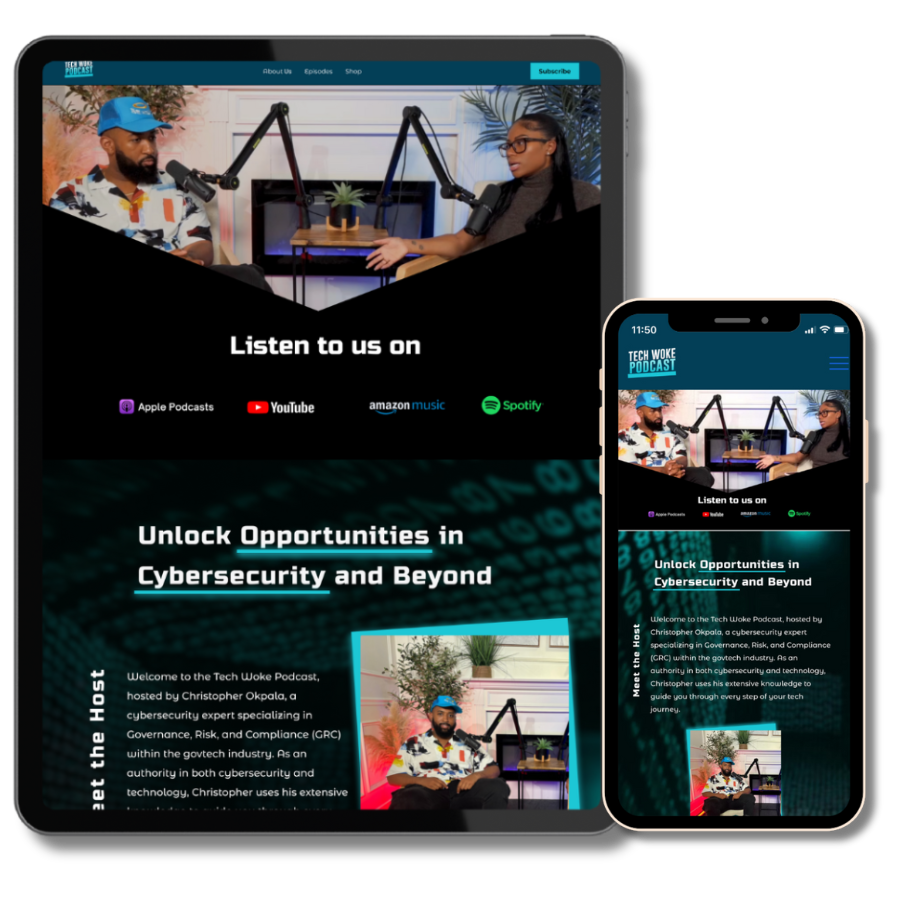 TECH WOKE
PODCAST
About Us
Episodes
Shop
Subscribe
Listen to us on
Apple Podcasts
YouTube
amazon music
Spotify
Unlock Opportunities in
Cybersecurity and Beyond
eet the Host
Welcome to the Tech Woke Podcast,
hosted by Christopher Okpala, a
cybersecurity expert specializing in
Governance, Risk, and Compliance (GRC)
within the govtech industry. As an
authority in both cybersecurity and
technology, Christopher uses his extensive
11:50
TECH WOKE
PODCAST
Listen to us on
Apple Podcasts
YouTube
amazon music
Spotify
Unlock Opportunities in
Cybersecurity and Beyond
Meet the Host
Welcome to the Tech Woke Podcast, hosted by
Christopher Okpala, a cybersecurity expert
specializing in Governance, Risk, and Compliance
(GRC) within the govtech industry. As an
authority in both cybersecurity and technology,
Christopher uses his extensive knowledge to
guide you through every step of your tech
journey.